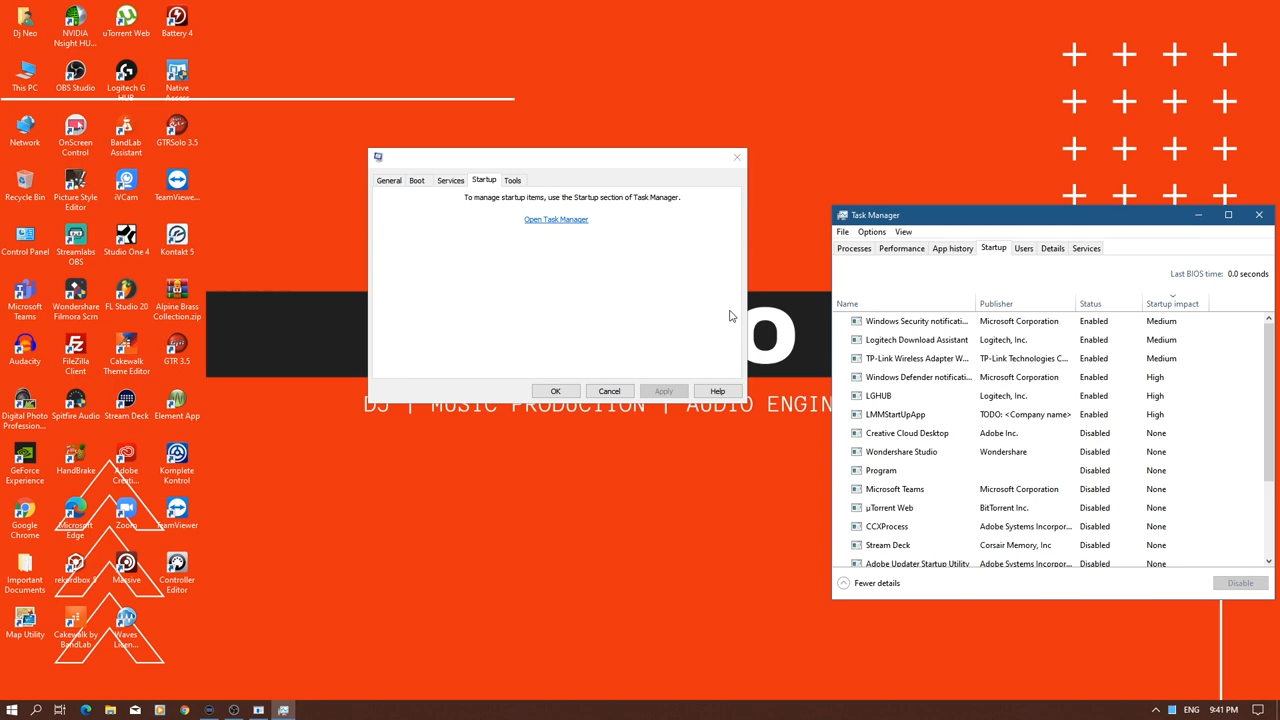 Dj Neo
NVIDIA
Nsight HU...
uTorrent Web
Battery 4
This PC
OBS Studio
Logitech G
HUB
Native
Access
Network
OnScreen
Control
BandLab
Assistant
GTRSolo 3.5
Recycle Bin
Picture Style
Editor
iVCam
TeamViewe...
Control Panel
Streamlabs
OBS
Studio One 4
Kontakt 5
Microsoft
Teams
Wondershare
Filmora Scrn
FL Studio 20
Alpine Brass
Collection.zip
Audacity
FileZilla
Client
Cakewalk
Theme Editor
GTR 3.5
Digital Photo
Profession...
Spitfire Audio
Stream Deck
Element App
GeForce
Experience
HandBrake
Adobe
Creati...
Komplete
Kontrol
Google
Chrome
Microsoft
Edge
Zoom
TeamViewer
Important
Documents
rekordbox 5
Massive
Controller
Editor
Map Utility
Cakewalk by
BandLab
Waves
Licen...
General Boot Services Startup Tools
To manage startup items, use the Startup section of Task Manager.
Open Task Manager
OK Cancel Apply Help
o
DJ | MUSIC PRODUCTION | AUDIO ENGIN
Task Manager
File Options View
Processes Performance App history Startup Users Details Services
Last BIOS time: 0.0 seconds
Name Publisher Status Startup impact
Windows Security notificati... Microsoft Corporation Enabled Medium
Logitech Download Assistant Logitech, Inc. Enabled Medium
TP-Link Wireless Adapter W... TP-Link Technologies C... Enabled Medium
Windows Defender notificati... Microsoft Corporation Enabled High
LGHUB Logitech, Inc. Enabled High
LMMStartUpApp TODO: <Company name> Enabled High
Creative Cloud Desktop Adobe Inc. Disabled None
Wondershare Studio Wondershare Disabled None
Program Disabled None
Microsoft Teams Microsoft Corporation Disabled None
µTorrent Web BitTorrent Inc. Disabled None
CCXProcess Adobe Systems Incorpor... Disabled None
Stream Deck Corsair Memory, Inc Disabled None
Adobe Updater Startup Utility Adobe Systems Incorpor... Disabled None
Fewer details Disable
ENG 9:41 PM